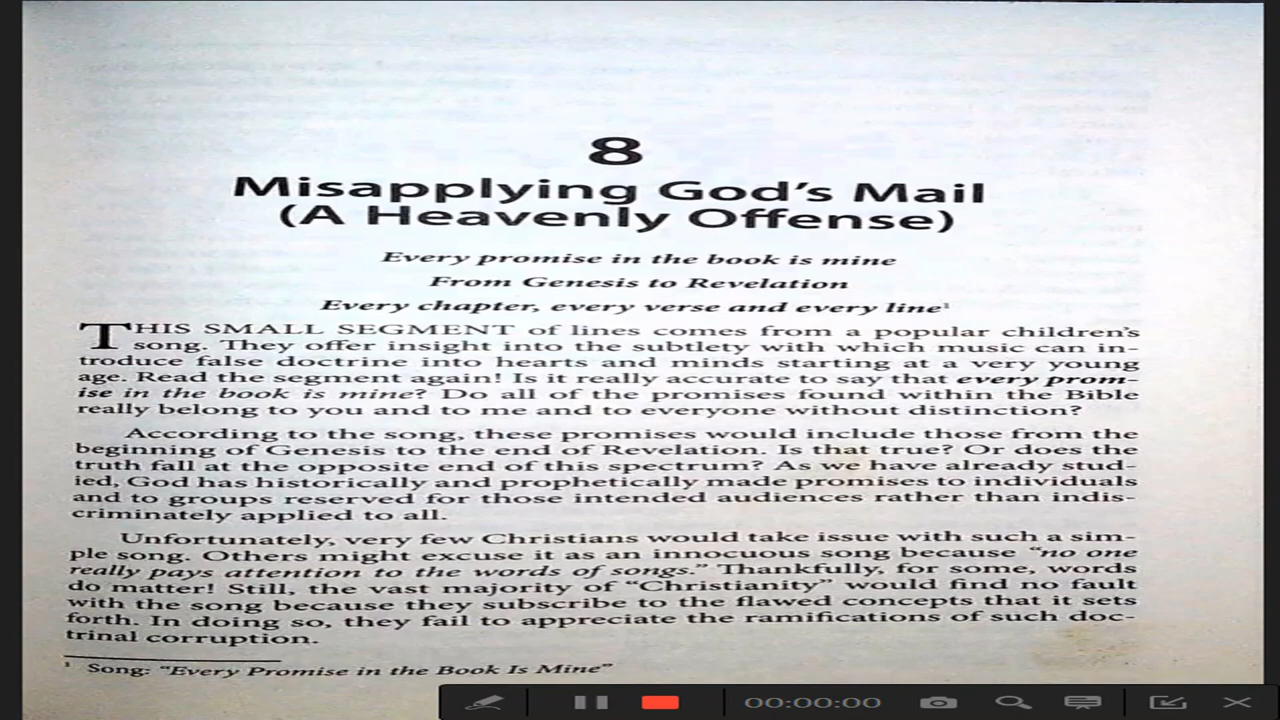 8
Misapplying God's Mail
(A Heavenly Offense)
Every promise in the book is mine
From Genesis to Revelation
Every chapter, every verse and every line¹
THIS SMALL SEGMENT of lines comes from a popular children's
song. They offer insight into the subtlety with which music can in-
troduce false doctrine into hearts and minds starting at a very young
age. Read the segment again! Is it really accurate to say that every prom-
ise in the book is mine? Do all of the promises found within the Bible
really belong to you and to me and to everyone without distinction?
According to the song, these promises would include those from the
beginning of Genesis to the end of Revelation. Is that true? Or does the
truth fall at the opposite end of this spectrum? As we have already stud-
ied, God has historically and prophetically made promises to individuals
and to groups reserved for those intended audiences rather than indis-
criminately applied to all.
Unfortunately, very few Christians would take issue with such a sim-
ple song. Others might excuse it as an innocuous song because “no one
really pays attention to the words of songs.” Thankfully, for some, words
do matter! Still, the vast majority of “Christianity” would find no fault
with the song because they subscribe to the flawed concepts that it sets
forth. In doing so, they fail to appreciate the ramifications of such doc-
trinal corruption.
¹ Song: “Every Promise in the Book Is Mine”
00:00:00